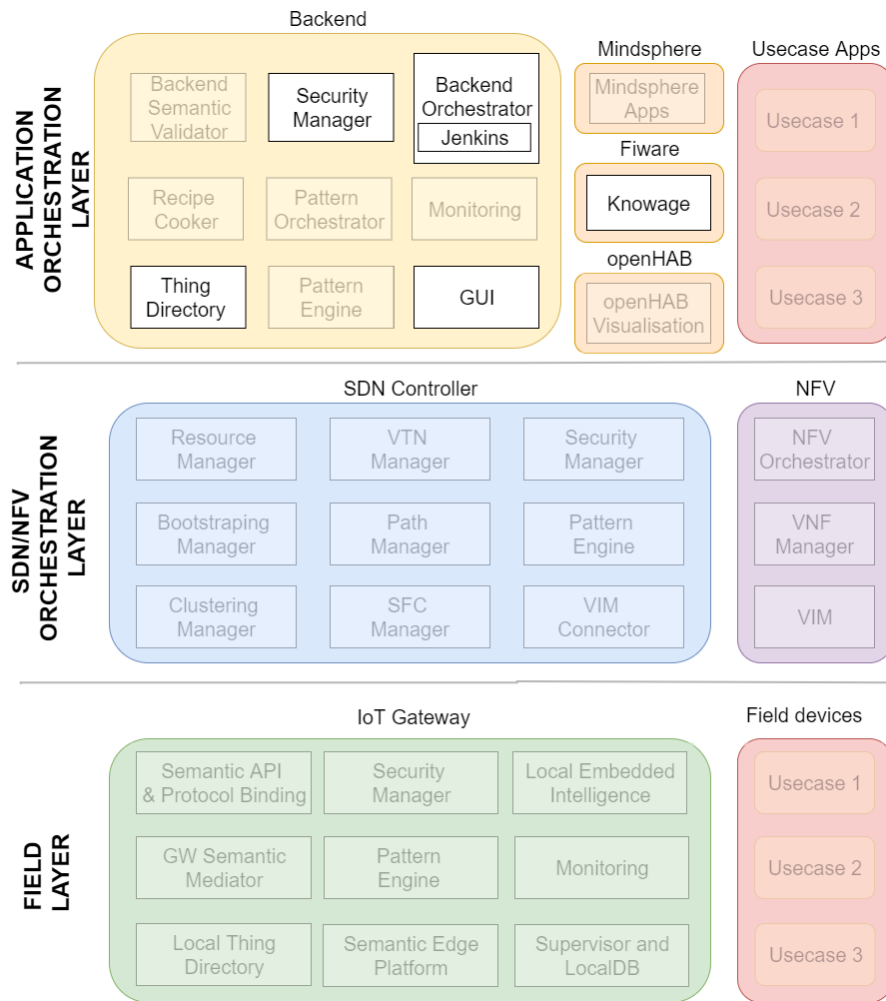 Backend
Mindsphere
Usecase Apps
APPLICATION
ORCHESTRATION
LAYER
Backend
Semantic
Validator
Security
Manager
Backend
Orchestrator
Jenkins
Recipe
Cooker
Pattern
Orchestrator
Monitoring
Thing
Directory
Pattern
Engine
GUI
Mindsphere
Apps
Fiware
Knowage
openHAB
openHAB
Visualisation
Usecase 1
Usecase 2
Usecase 3
SDN Controller
NFV
SDN/NFV
ORCHESTRATION
LAYER
Resource
Manager
VTN
Manager
Security
Manager
Bootstraping
Manager
Path
Manager
Pattern
Engine
Clustering
Manager
SFC
Manager
VIM
Connector
NFV
Orchestrator
VNF
Manager
VIM
IoT Gateway
Field devices
FIELD
LAYER
Semantic API
& Protocol Binding
Security
Manager
Local Embedded
Intelligence
GW Semantic
Mediator
Pattern
Engine
Monitoring
Local Thing
Directory
Semantic Edge
Platform
Supervisor and
LocalDB
Usecase 1
Usecase 2
Usecase 3